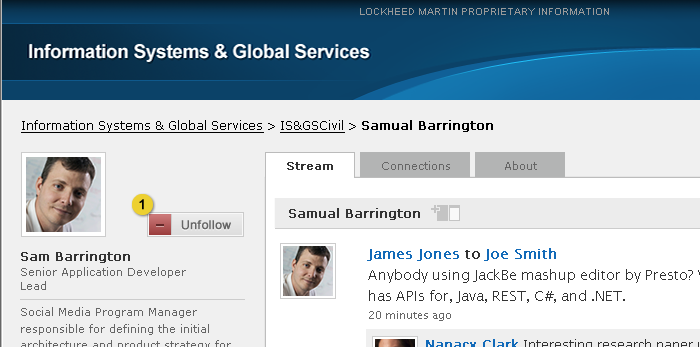 LOCKHEED MARTIN PROPRIETARY INFORMATION
Information Systems & Global Services
Information Systems & Global Services > IS&GSCivil > Samual Barrington
Stream
Connections
About
1
Unfollow
Sam Barrington
Senior Application Developer
Lead
Social Media Program Manager
responsible for defining the initial
architecture and product strategy for
Samual Barrington
James Jones to Joe Smith
Anybody using JackBe mashup editor by Presto?
has APIs for, Java, REST, C#, and .NET.
20 minutes ago
Nanacy Clark Interesting research paper